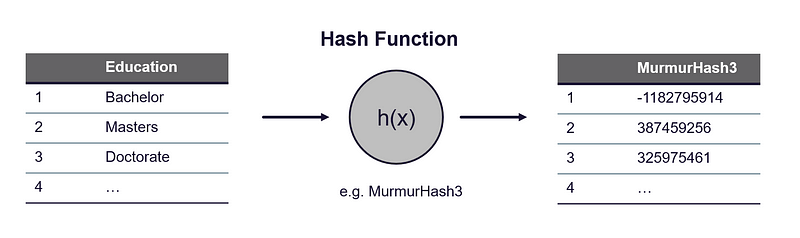 Hash Function
Education
1 Bachelor
2 Masters
3 Doctorate
4 ...
h(x)
e.g. MurmurHash3
MurmurHash3
1 -1182795914
2 387459256
3 325975461
4 ...